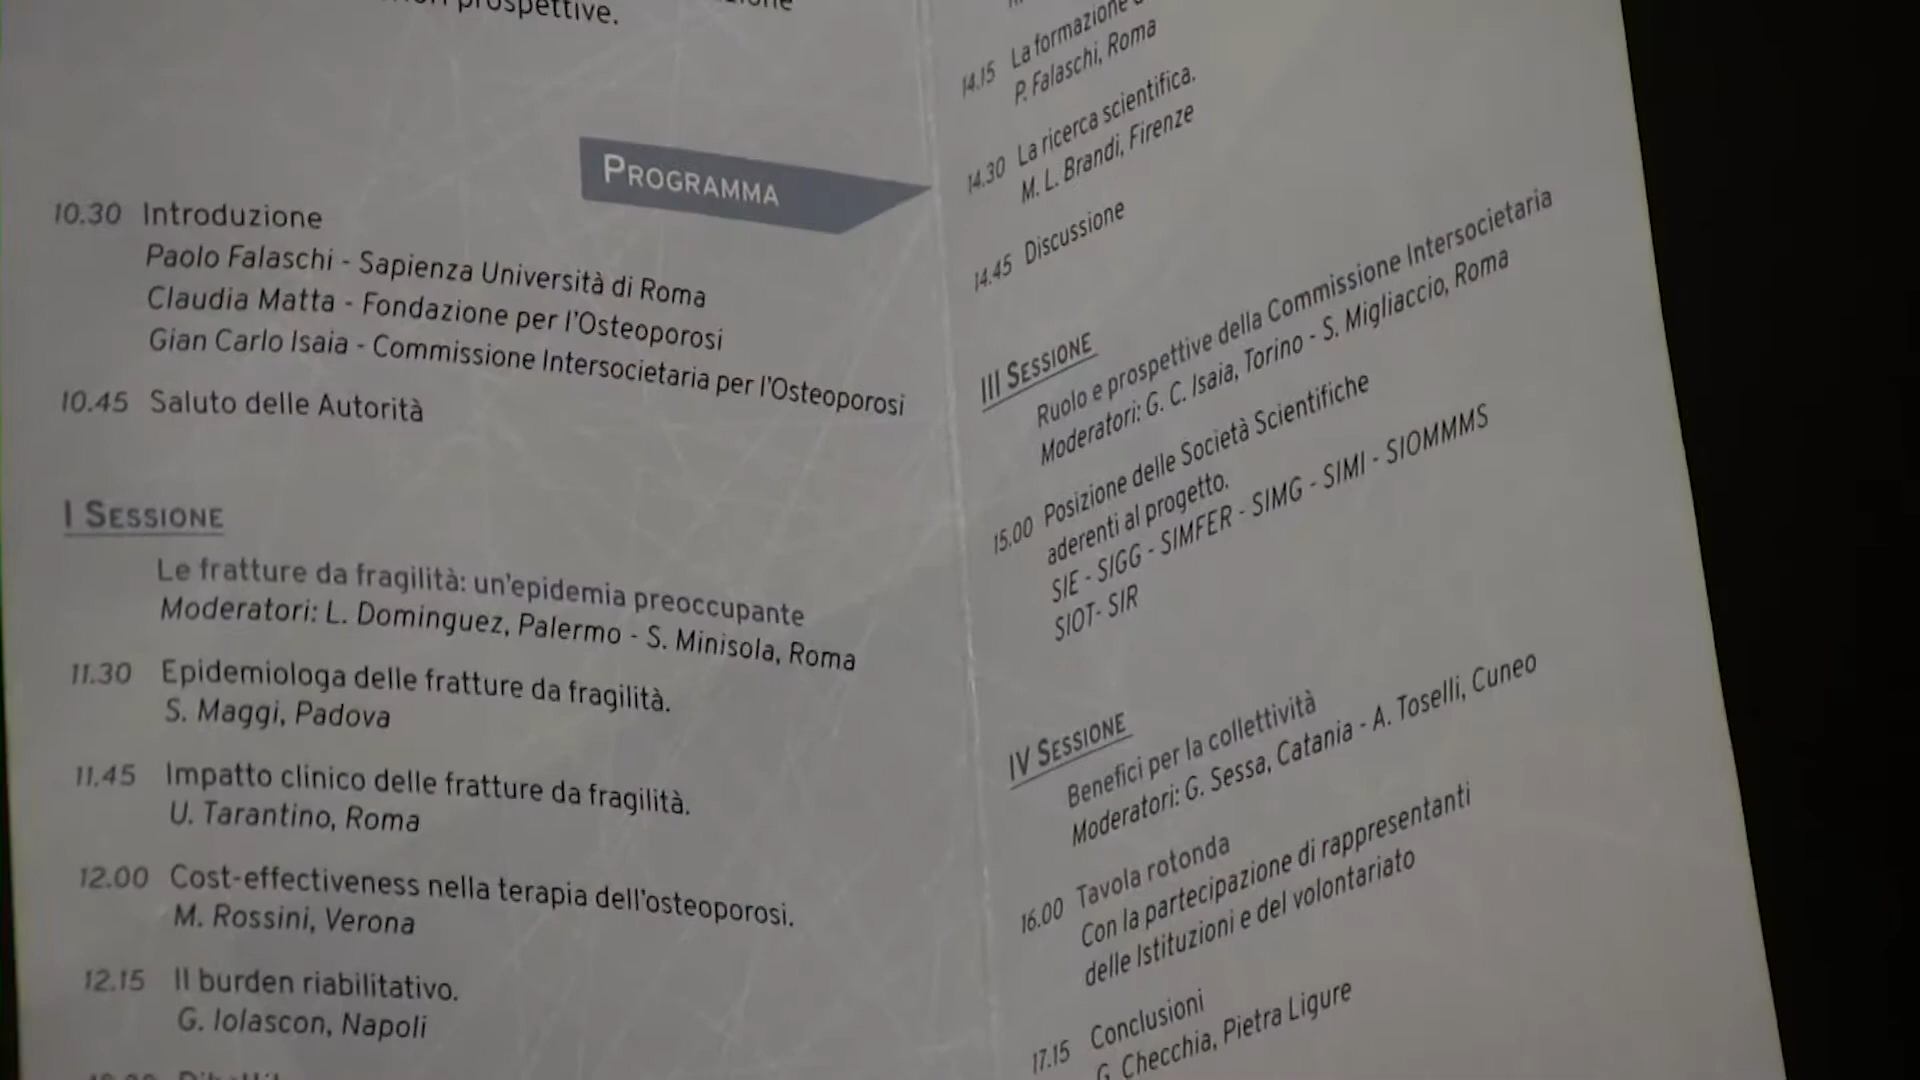 prospettive.
PROGRAMMA
10.30 Introduzione
Paolo Falaschi - Sapienza Università di Roma
Claudia Matta - Fondazione per l'Osteoporosi
Gian Carlo Isaia - Commissione Intersocietaria per l'Osteoporosi
10.45 Saluto delle Autorità
I SESSIONE
Le fratture da fragilità: un'epidemia preoccupante
Moderatori: L. Dominguez, Palermo - S. Minisola, Roma
11.30 Epidemiologa delle fratture da fragilità.
S. Maggi, Padova
11.45 Impatto clinico delle fratture da fragilità.
U. Tarantino, Roma
12.00 Cost-effectiveness nella terapia dell'osteoporosi.
M. Rossini, Verona
12.15 Il burden riabilitativo.
G. Iolascon, Napoli
14.15 La formazione
P. Falaschi, Roma
14.30 La ricerca scientifica.
M. L. Brandi, Firenze
14.45 Discussione
III SESSIONE
Ruolo e prospettive della Commissione Intersocietaria
Moderatori: G. C. Isaia, Torino - S. Migliaccio, Roma
15.00 Posizione delle Società Scientifiche
aderenti al progetto.
SIE - SIGG - SIMFER - SIMG - SIMI - SIOMMMS
SIOT- SIR
IV SESSIONE
Benefici per la collettività
Moderatori: G. Sessa, Catania - A. Toselli, Cuneo
16.00 Tavola rotonda
Con la partecipazione di rappresentanti
delle Istituzioni e del volontariato
17.15 Conclusioni
G. Checchia, Pietra Ligure